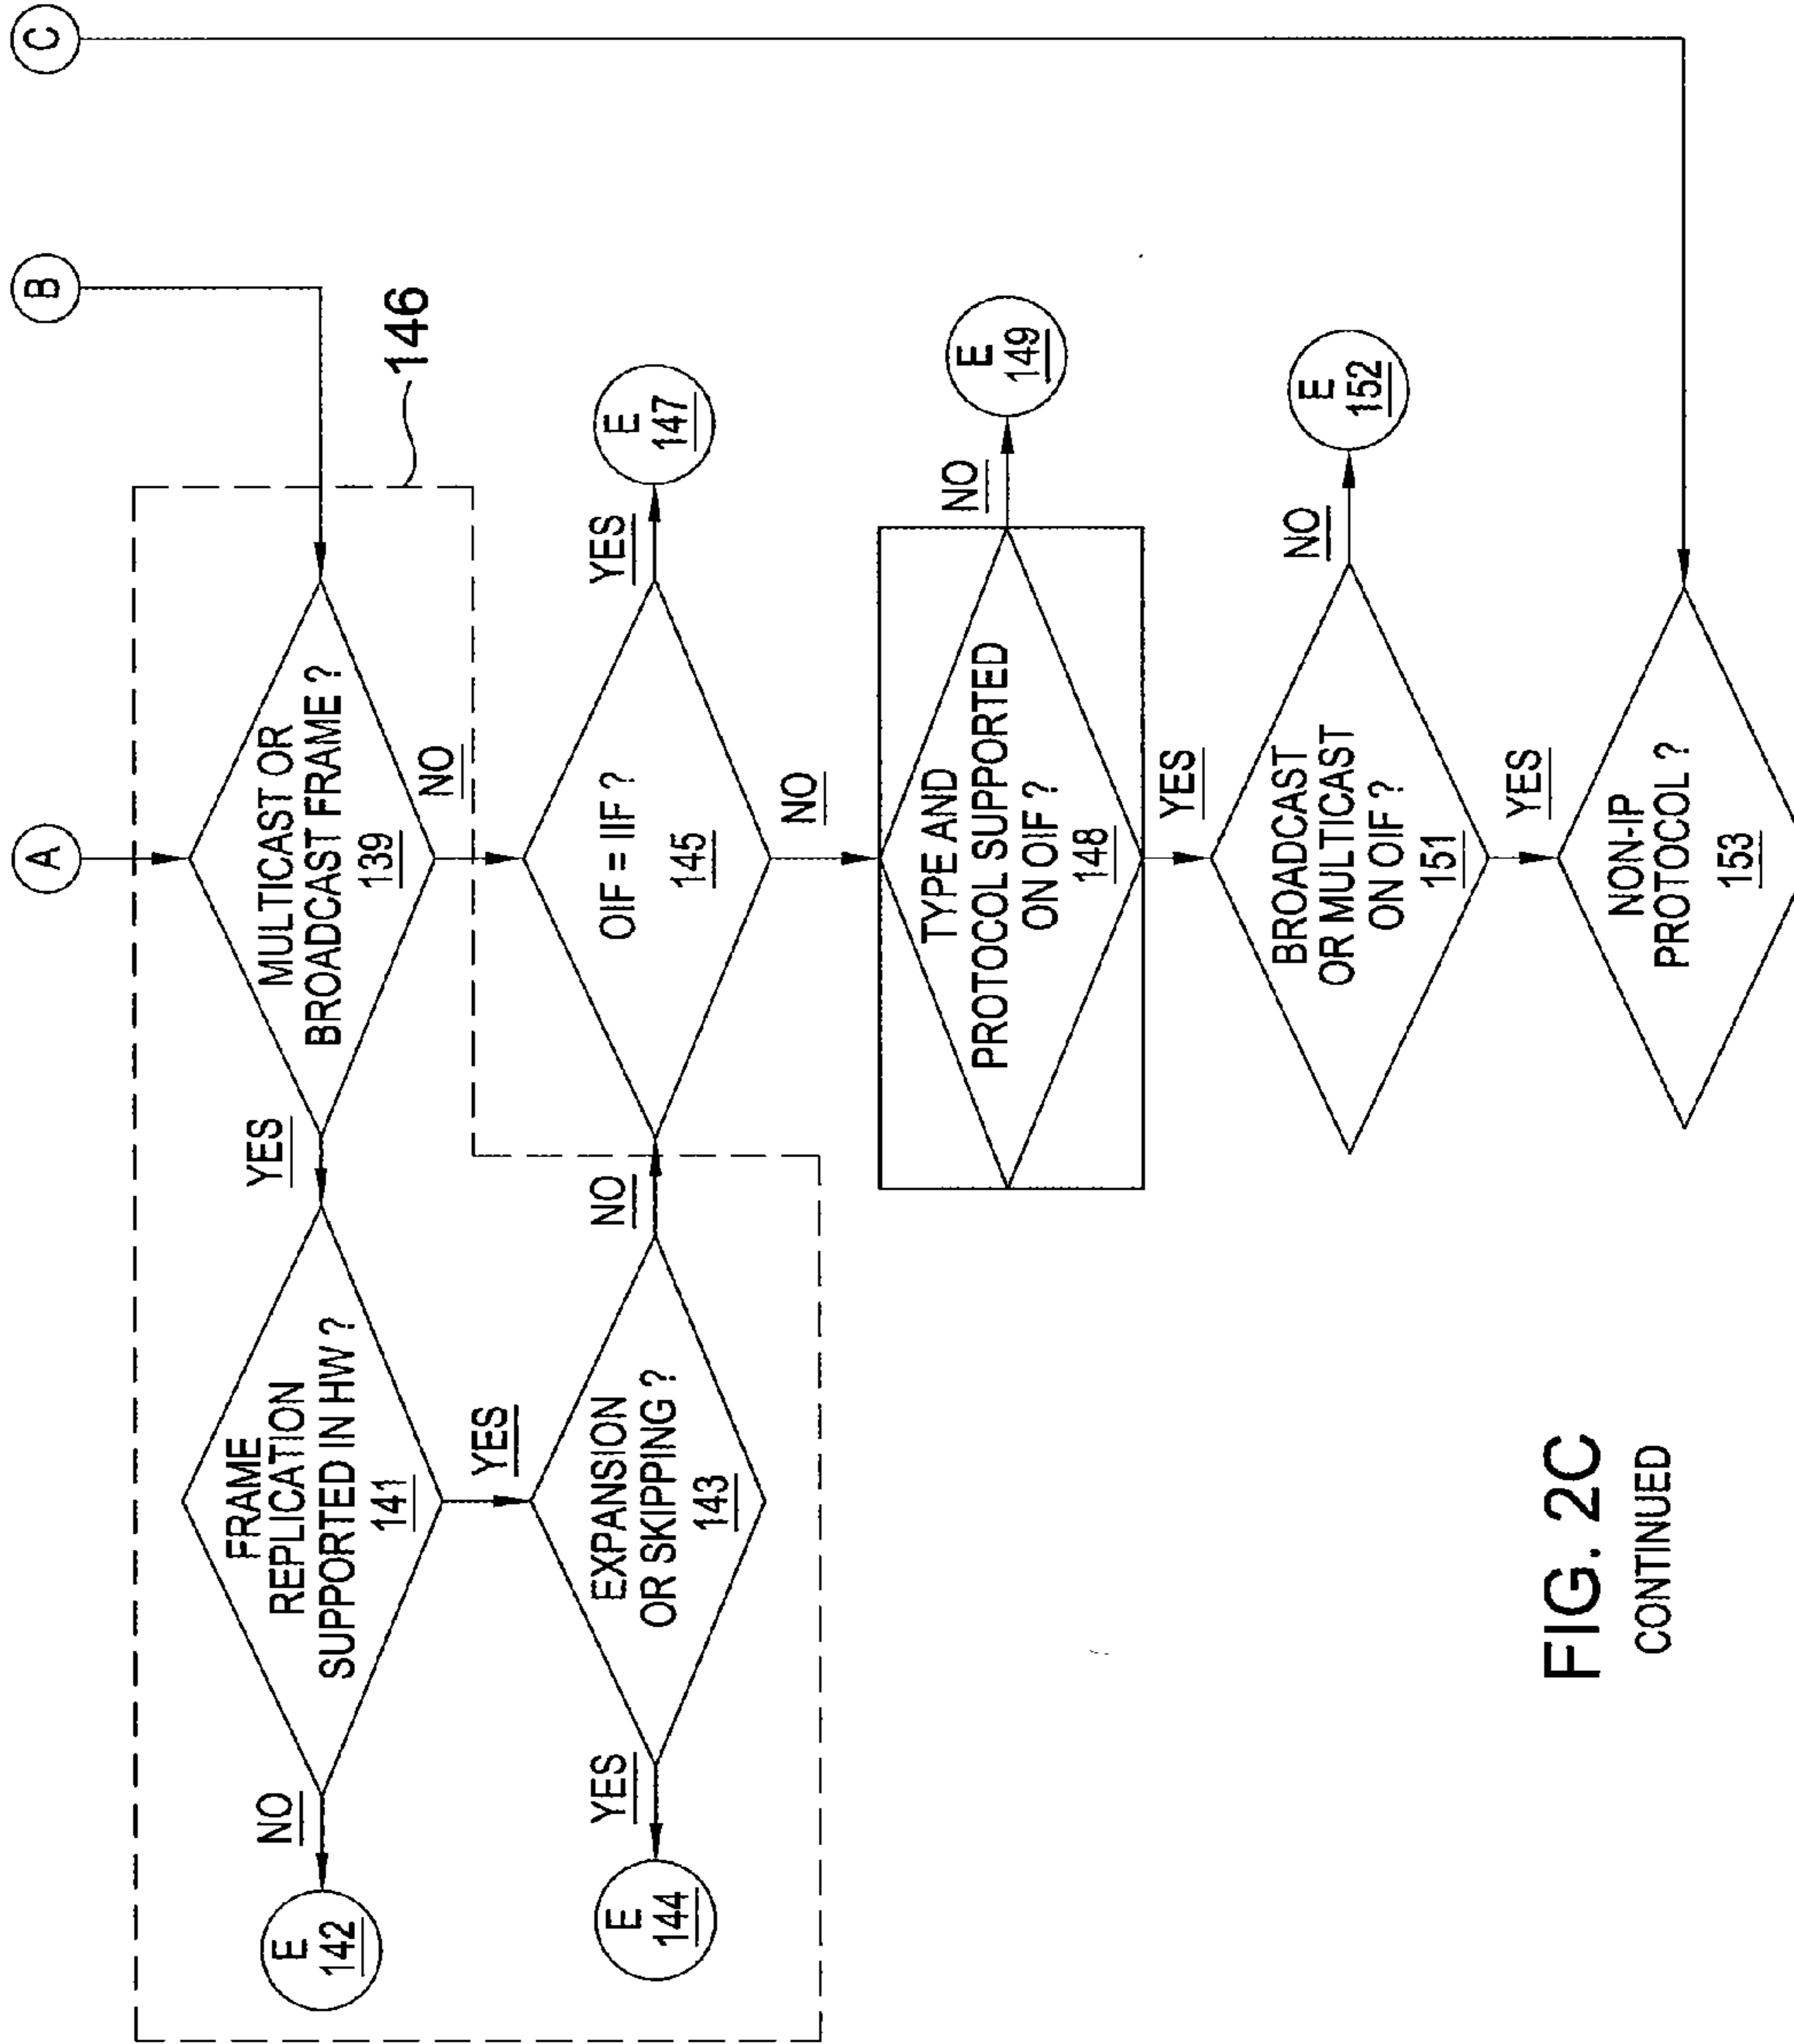 A
B
C
146
MULTICAST OR
BROADCAST FRAME ?
139
YES
NO
FRAME
REPLICATION
SUPPORTED IN HW ?
141
NO
E
142
YES
EXPANSION
OR SKIPPING ?
143
YES
E
144
NO
OIF = IIF ?
145
YES
E
147
NO
TYPE AND
PROTOCOL SUPPORTED
ON OIF ?
148
NO
E
149
YES
BROADCAST
OR MULTICAST
ON OIF ?
151
NO
E
152
YES
NON-IP
PROTOCOL ?
153
FIG. 2C
CONTINUED